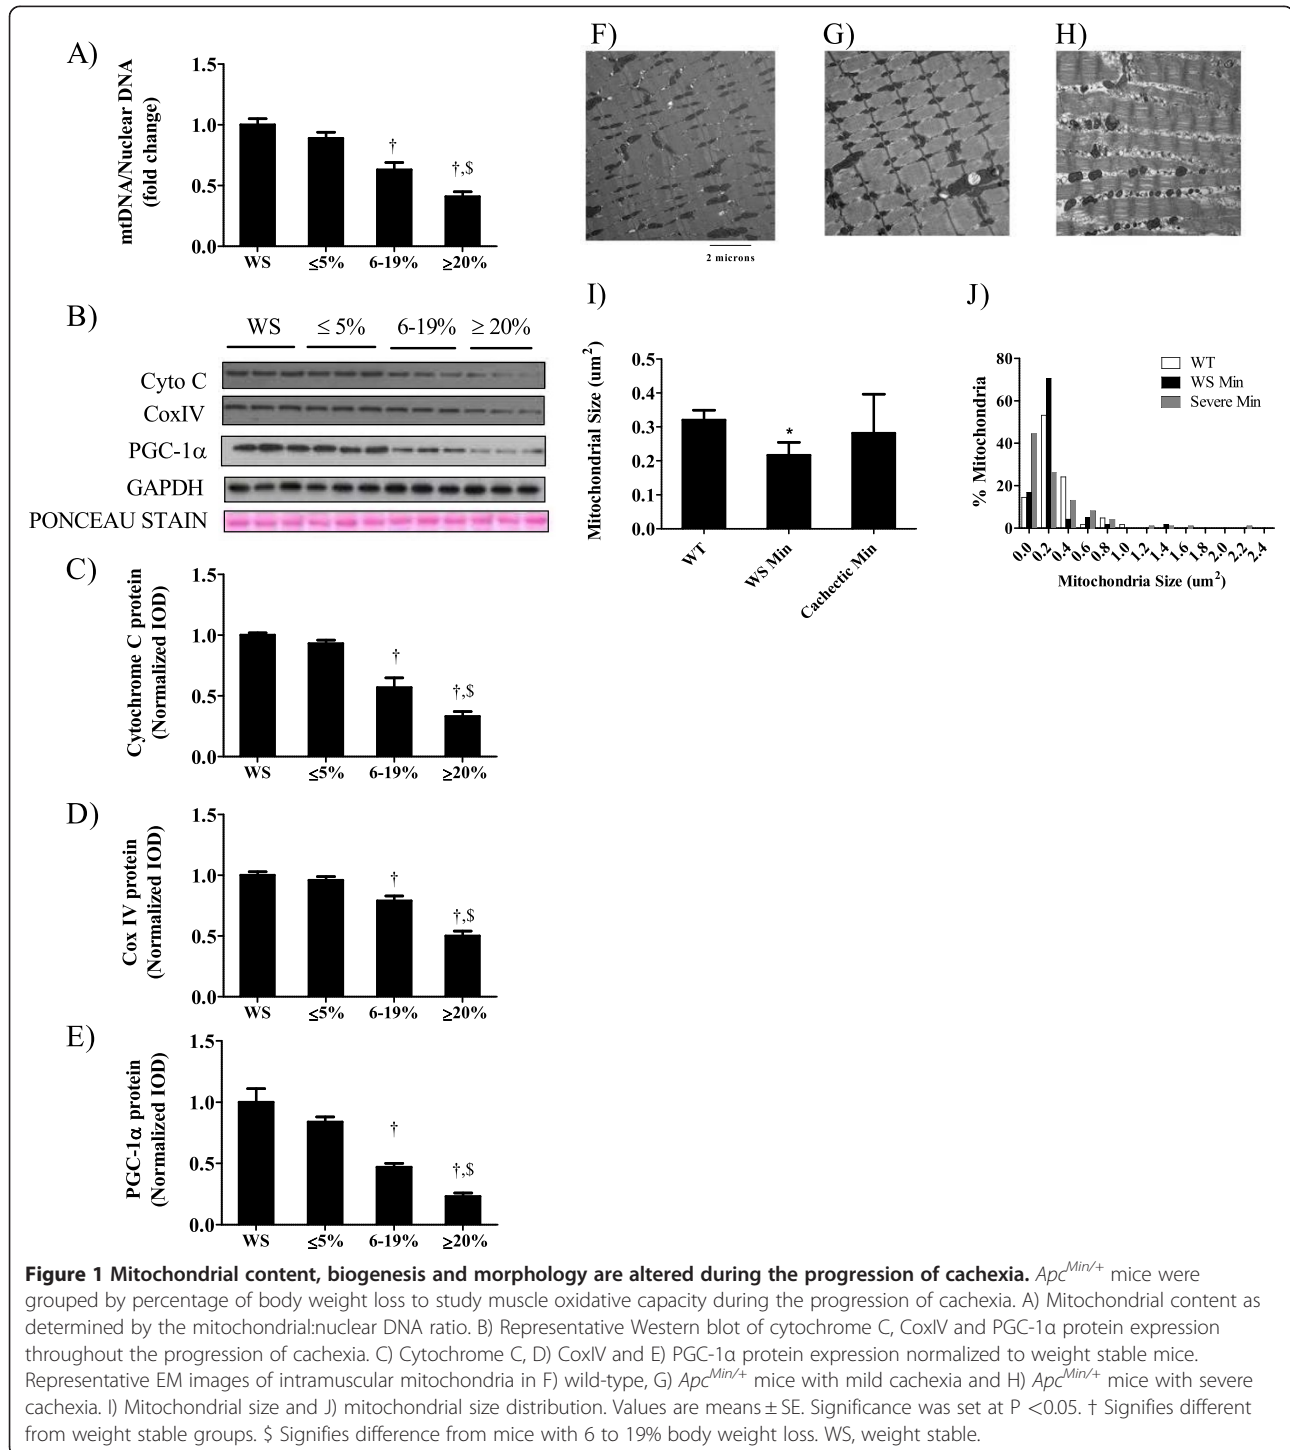 A)
mtDNA/Nuclear DNA
(fold change)
1.5
1.0
0.5
0.0
†
†,$
WS ≤5% 6-19% ≥20%
B)
WS ≤ 5% 6-19% ≥ 20%
Cyto C
CoxIV
PGC-1α
GAPDH
PONCEAU STAIN
C)
Cytochrome C protein
(Normalized IOD)
1.5
1.0
0.5
0.0
†
†,$
WS ≤5% 6-19% ≥20%
D)
Cox IV protein
(Normalized IOD)
1.5
1.0
0.5
0.0
†
†,$
WS ≤5% 6-19% ≥20%
E)
PGC-1α protein
(Normalized IOD)
1.5
1.0
0.5
0.0
†
†,$
WS ≤5% 6-19% ≥20%
F) G) H)
2 microns
I)
Mitochondrial Size (um²)
0.5
0.4
0.3
0.2
0.1
0.0
*
WT WS Min Cachectic Min
J)
% Mitochondria
80
60
40
20
0
WT
WS Min
Severe Min
0.0 0.2 0.4 0.6 0.8 1.0 1.2 1.4 1.6 1.8 2.0 2.2 2.4
Mitochondria Size (um²)
Figure 1 Mitochondrial content, biogenesis and morphology are altered during the progression of cachexia. Apc^Min/+ mice were
grouped by percentage of body weight loss to study muscle oxidative capacity during the progression of cachexia. A) Mitochondrial content as
determined by the mitochondrial:nuclear DNA ratio. B) Representative Western blot of cytochrome C, CoxIV and PGC-1α protein expression
throughout the progression of cachexia. C) Cytochrome C, D) CoxIV and E) PGC-1α protein expression normalized to weight stable mice.
Representative EM images of intramuscular mitochondria in F) wild-type, G) Apc^Min/+ mice with mild cachexia and H) Apc^Min/+ mice with severe
cachexia. I) Mitochondrial size and J) mitochondrial size distribution. Values are means ± SE. Significance was set at P <0.05. † Signifies different
from weight stable groups. $ Signifies difference from mice with 6 to 19% body weight loss. WS, weight stable.